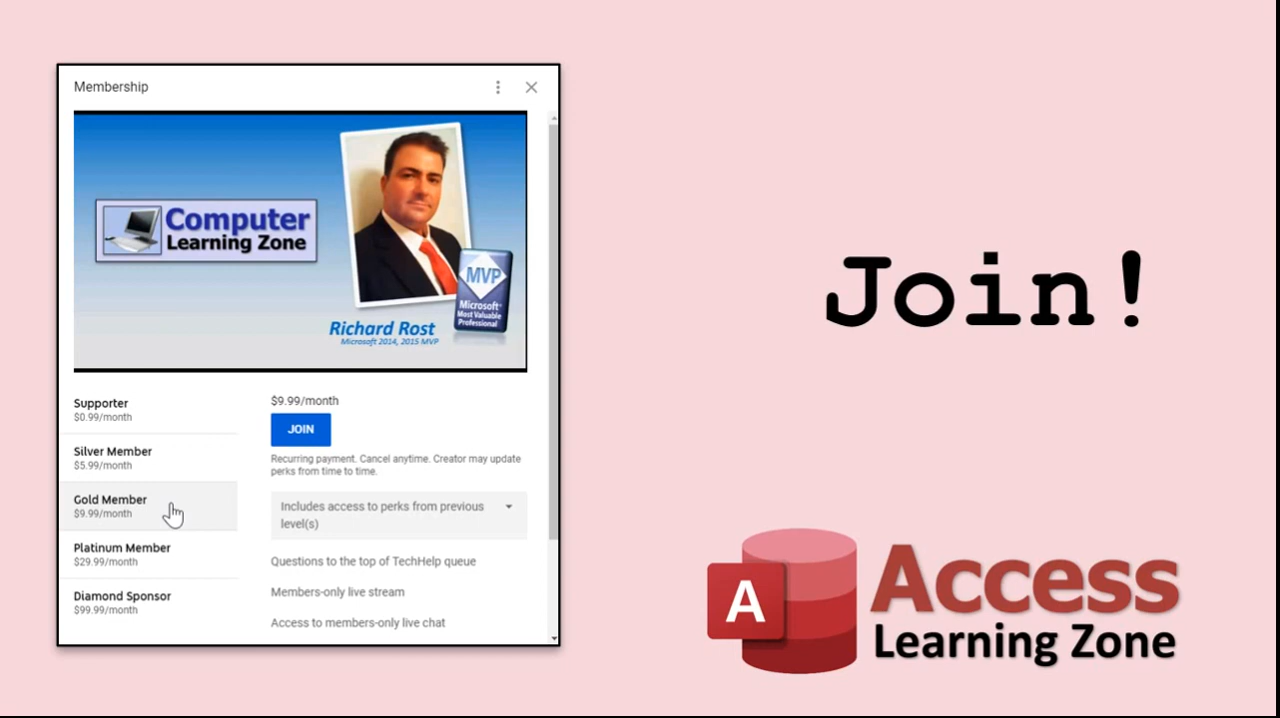 Membership
Computer
Learning Zone
MVP
Microsoft®
Most Valuable
Professional
Richard Rost
Microsoft 2014, 2015 MVP
Supporter
$0.99/month
Silver Member
$5.99/month
Gold Member
$9.99/month
Platinum Member
$29.99/month
Diamond Sponsor
$99.99/month
$9.99/month
JOIN
Recurring payment. Cancel anytime. Creator may update
perks from time to time.
Includes access to perks from previous
level(s)
Questions to the top of TechHelp queue
Members-only live stream
Access to members-only live chat
Join!
A
Access
Learning Zone